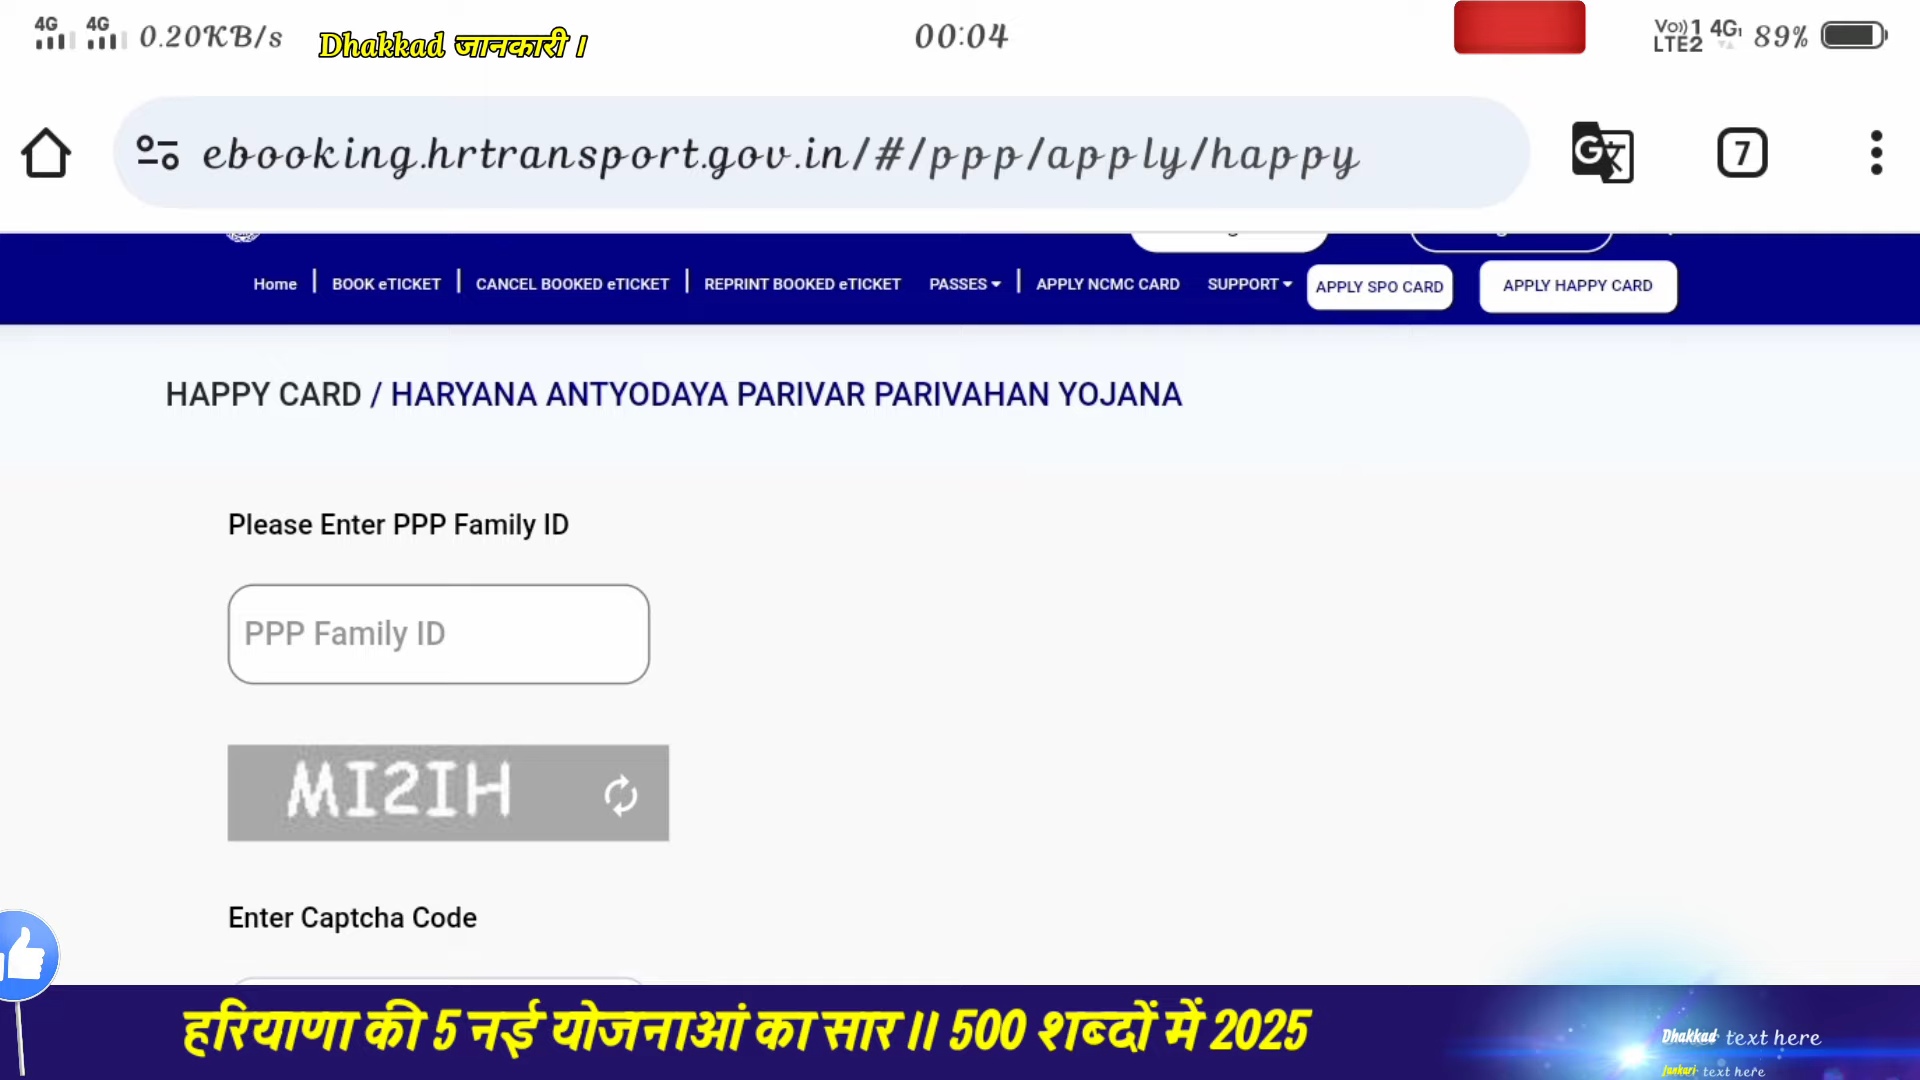 4G 4G 0.20KB/s Dhakkad जानकारी । 00:04 Vo)) 1 LTE2 4G 89%
ebooking.hrtransport.gov.in/#/ppp/apply/happy 7
Home | BOOK eTICKET | CANCEL BOOKED eTICKET | REPRINT BOOKED eTICKET PASSES | APPLY NCMC CARD SUPPORT APPLY SPO CARD APPLY HAPPY CARD
HAPPY CARD / HARYANA ANTYODAYA PARIVAR PARIVAHAN YOJANA
Please Enter PPP Family ID
PPP Family ID
MI2IH
Enter Captcha Code
हरियाणा की 5 नई योजनाआं का सार॥ 500 शब्दों में 2025
Dhakkad text here
Jankari text here